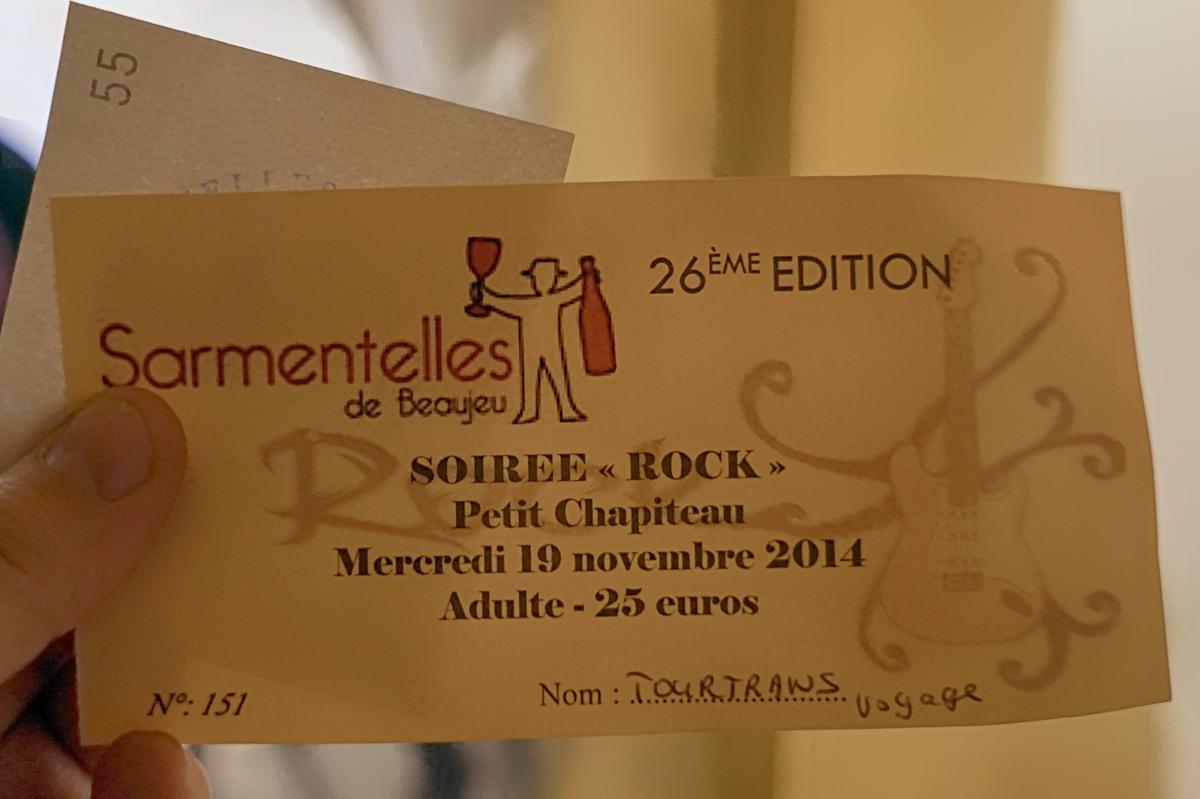 55
26ÈME EDITION
Sarmentelles
de Beaujeu
SOIREE « ROCK »
Petit Chapiteau
Mercredi 19 novembre 2014
Adulte - 25 euros
N°: 151
Nom : TOURTRANS voyage